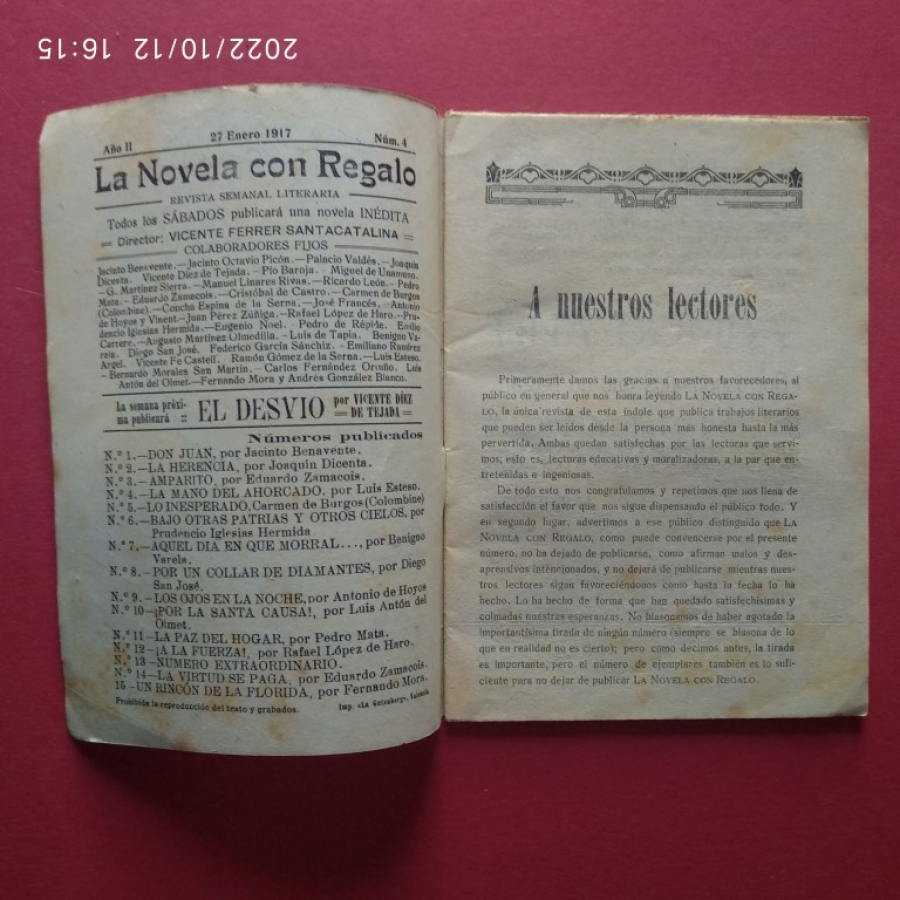 2022/10/12 16:15
Año II 27 Enero 1917 Núm. 4
La Novela con Regalo
REVISTA SEMANAL LITERARIA
Todos los SÁBADOS publicará una novela INÉDITA
Director: VICENTE FERRER SANTACATALINA
COLABORADORES FIJOS
Jacinto Benavente.—Jacinto Octavio Picón.—Palacio Valdés.—Joaquín
Dicenta. Vicente Díez de Tejada.—Pío Baroja. Miguel de Unamuno.
—G. Martínez Sierra.—Manuel Linares Rivas.—Ricardo León.—Pedro
Mata.—Eduardo Zamacois.—Cristóbal de Castro.—Carmen de Burgos
(Colombine).—Concha Espina de la Serna.—José Francés.—Antonio
de Hoyos y Vinent.—Juan Pérez Zúñiga.—Rafael López de Haro.—Pru-
dencio Iglesias Hermida.—Eugenio Noel. Pedro de Répide. Emilio
Carrere.—Augusto Martínez Olmedilla.—Luis de Tapia. Benigno Va-
rela. Diego San José. Federico García Sánchiz.—Emiliano Ramírez
Argel. Vicente Fe Castell. Ramón Gómez de la Serna.—Luis Esteso.
—Bernardo Morales San Martín.—Carlos Fernández Ortuño. Luis
Antón del Olmet.—Fernando Mora y Andrés González Blanco.
La semana próxi-
ma publicará :: EL DESVIO por VICENTE DÍEZ
DE TEJADA
Números publicados
N.º 1.—DON JUAN, por Jacinto Benavente.
N.º 2.—LA HERENCIA, por Joaquín Dicenta.
N.º 3.—AMPARITO, por Eduardo Zamacois.
N.º 4.—LA MANO DEL AHORCADO, por Luis Esteso.
N.º 5.—LO INESPERADO, Carmen de Burgos (Colombine)
N.º 6.—BAJO OTRAS PATRIAS Y OTROS CIELOS, por
Prudencio Iglesias Hermida
N.º 7.—AQUEL DIA EN QUE MORRAL..., por Benigno
Varela.
N.º 8.—POR UN COLLAR DE DIAMANTES, por Diego
San José.
N.º 9.—LOS OJOS EN LA NOCHE, por Antonio de Hoyos
N.º 10—¡POR LA SANTA CAUSA!, por Luis Antón del
Olmet.
N.º 11—LA PAZ DEL HOGAR, por Pedro Mata.
N.º 12—¡A LA FUERZA!, por Rafael López de Haro.
N.º 13—NUMERO EXTRAORDINARIO.
N.º 14—LA VIRTUD SE PAGA, por Eduardo Zamacois.
15—UN RINCÓN DE LA FLORIDA, por Fernando Mora.
Prohibida la reproducción del texto y grabados. Imp. «La Gutenberg», Valencia
A nuestros lectores
Primeramente damos las gracias a nuestros favorecedores, al
público en general que nos honra leyendo LA NOVELA CON REGA-
LO, la única revista de esta índole que publica trabajos literarios
que pueden ser leídos desde la persona más honesta hasta la más
pervertida. Ambas quedan satisfechas por las lecturas que servi-
mos; esto es, lecturas educativas y moralizadoras, a la par que en-
tretenidas e ingeniosas.
De todo esto nos congratulamos y repetimos que nos llena de
satisfacción el favor que nos sigue dispensando el público todo. Y
en segundo lugar, advertimos a ese público distinguido que LA
NOVELA CON REGALO, como puede convencerse por el presente
número, no ha dejado de publicarse, como afirman malos y des-
aprensivos intencionados, y no dejará de publicarse mientras nues-
tros lectores sigan favoreciéndonos como hasta la fecha lo ha
hecho. Lo ha hecho de forma que han quedado satisfechísimas y
colmadas nuestras esperanzas. No blasonamos de haber agotado la
importantísima tirada de ningún número (siempre se blasona de lo
que en realidad no es cierto); pero como decimos antes, la tirada
es importante, pero el número de ejemplares también es lo sufi-
ciente para no dejar de publicar LA NOVELA CON REGALO.